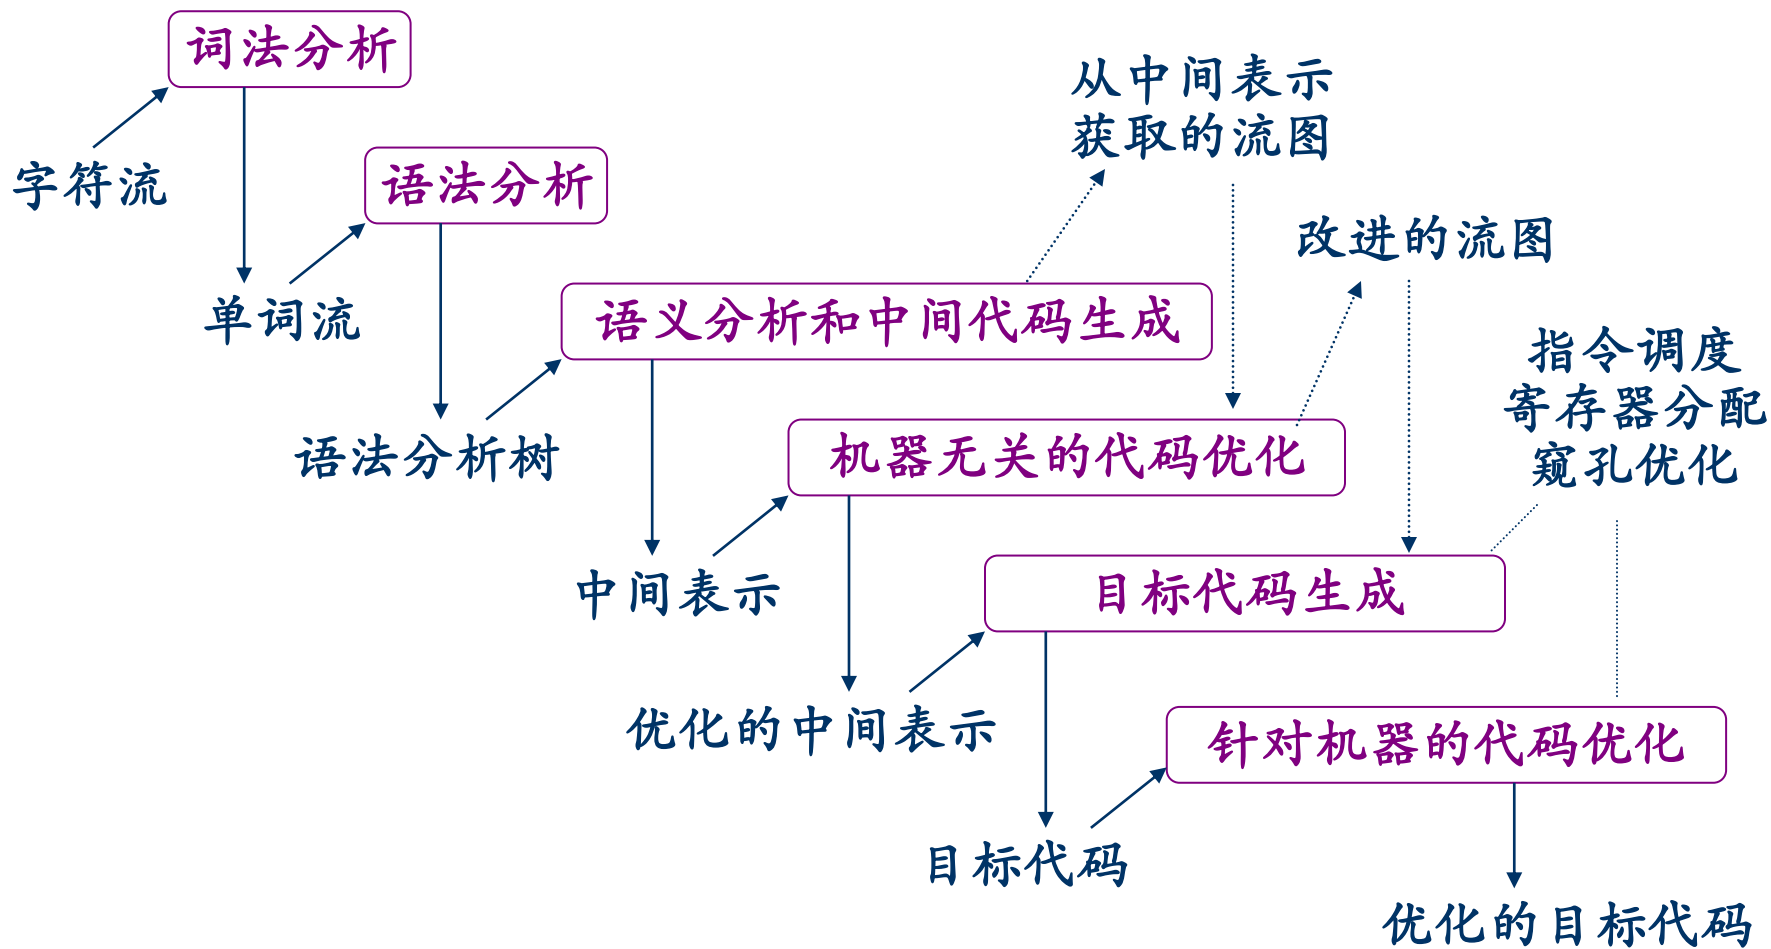 词法分析
从中间表示
获取的流图
字符流
语法分析
改进的流图
单词流
语义分析和中间代码生成
指令调度
寄存器分配
窥孔优化
语法分析树
机器无关的代码优化
中间表示
目标代码生成
优化的中间表示
针对机器的代码优化
目标代码
优化的目标代码